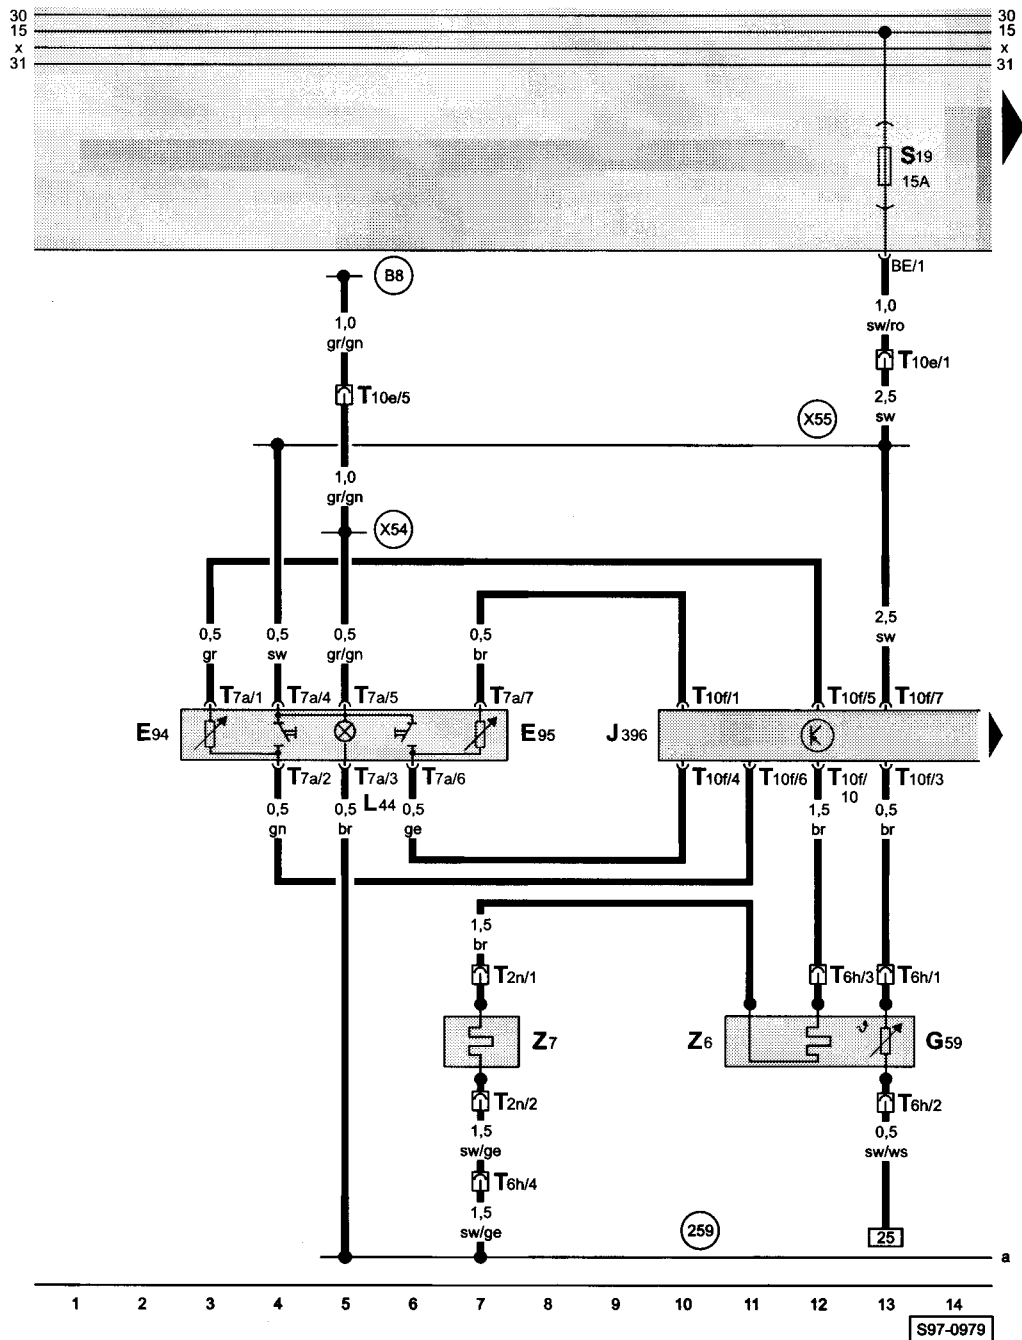 30 30
15 15
x x
31 31
S19
15A
BE/1
B8
1,0
sw/ro
1,0
gr/gn
T10e/1
T10e/5
2,5
sw
X55
1,0
gr/gn
X54
0,5 0,5 0,5 0,5 2,5
gr sw gr/gn br sw
T7a/1 T7a/4 T7a/5 T7a/7 T10f/1 T10f/5 T10f/7
E94 E95 J396
T7a/2 T7a/3 T7a/6 T10f/4 T10f/6 T10f/10 T10f/3
L44
0,5 0,5 0,5 1,5 0,5
gn br ge br br
1,5
br
T2n/1 T6h/3 T6h/1
Z7 Z6 ϑ G59
T2n/2 T6h/2
1,5 0,5
sw/ge sw/ws
T6h/4
1,5
sw/ge
259 25
a
1 2 3 4 5 6 7 8 9 10 11 12 13 14
S97-0979